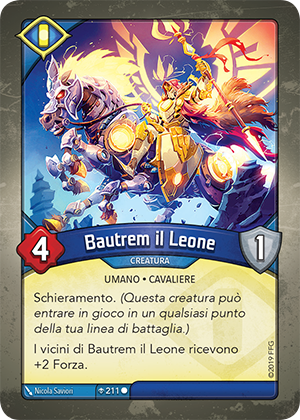 Bautrem il Leone
CREATURA
4
1
UMANO • CAVALIERE
Schieramento. (Questa creatura può
entrare in gioco in un qualsiasi punto
della tua linea di battaglia.)
I vicini di Bautrem il Leone ricevono
+2 Forza.
©2019 FFG
Nicola Saviori
211